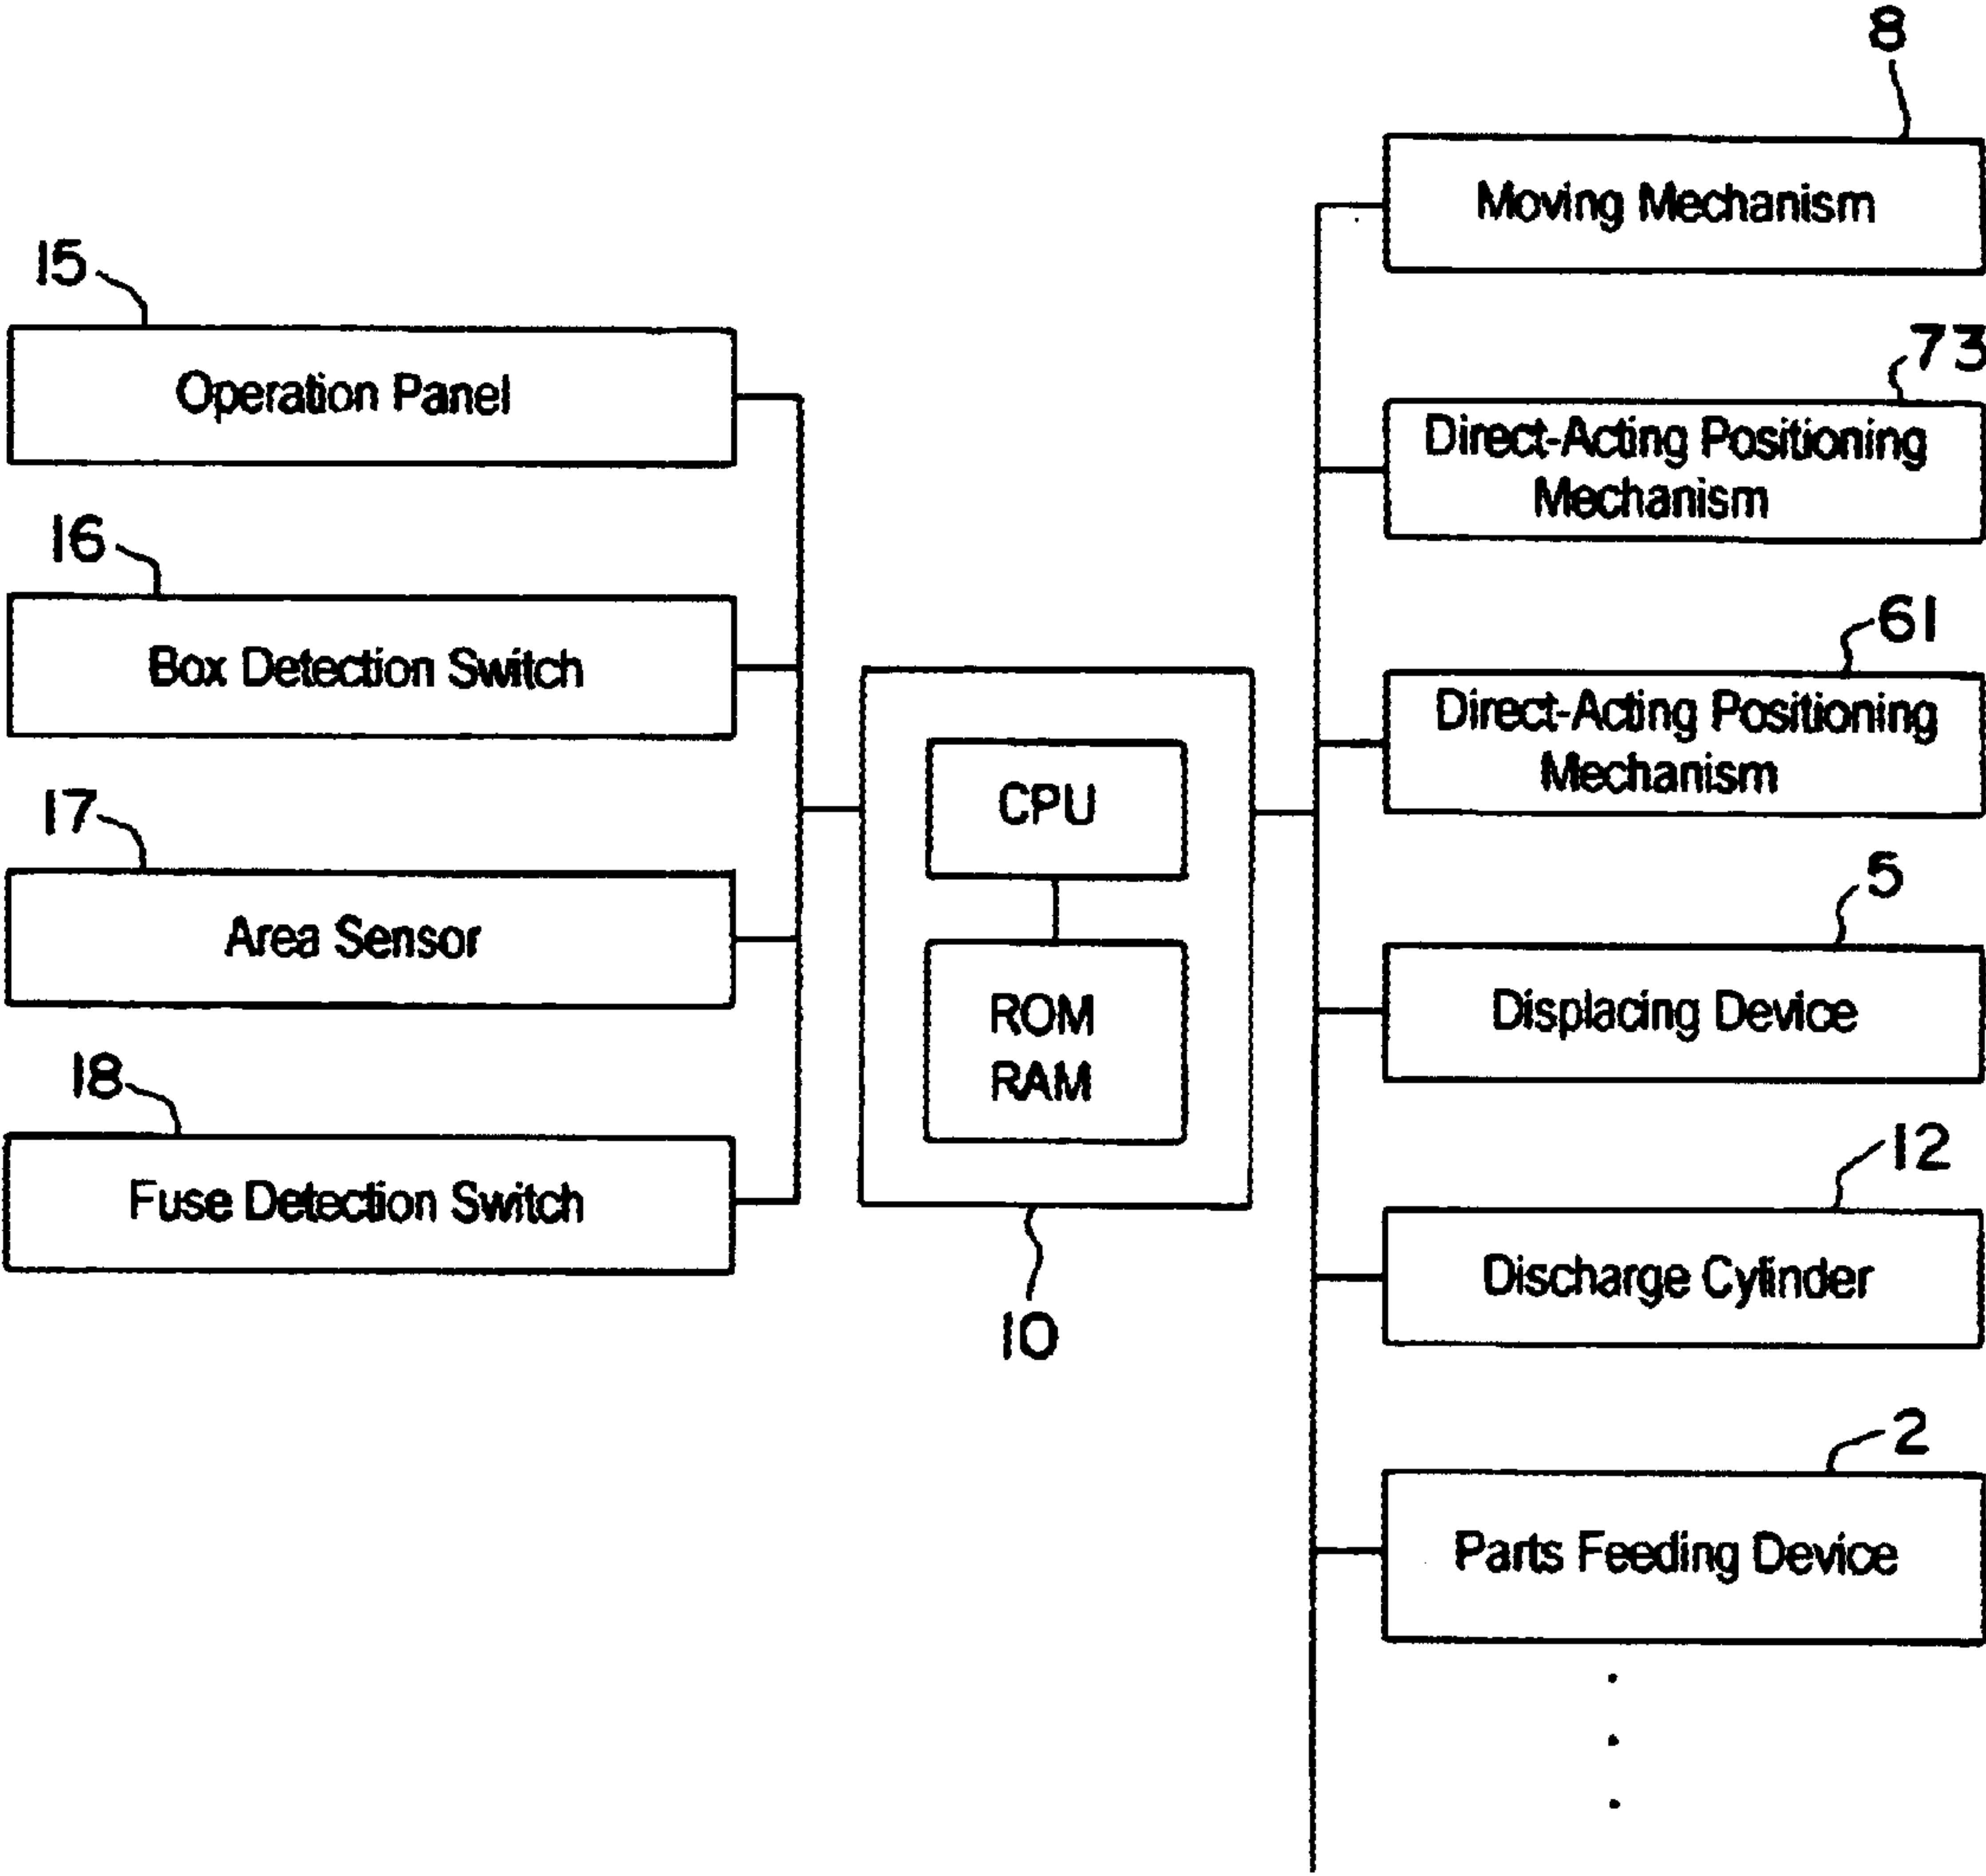 15
Operation Panel
16
Box Detection Switch
17
Area Sensor
18
Fuse Detection Switch
CPU
ROM
RAM
10
8
Moving Mechanism
73
Direct-Acting Positioning
Mechanism
61
Direct-Acting Positioning
Mechanism
5
Displacing Device
12
Discharge Cylinder
2
Parts Feeding Device